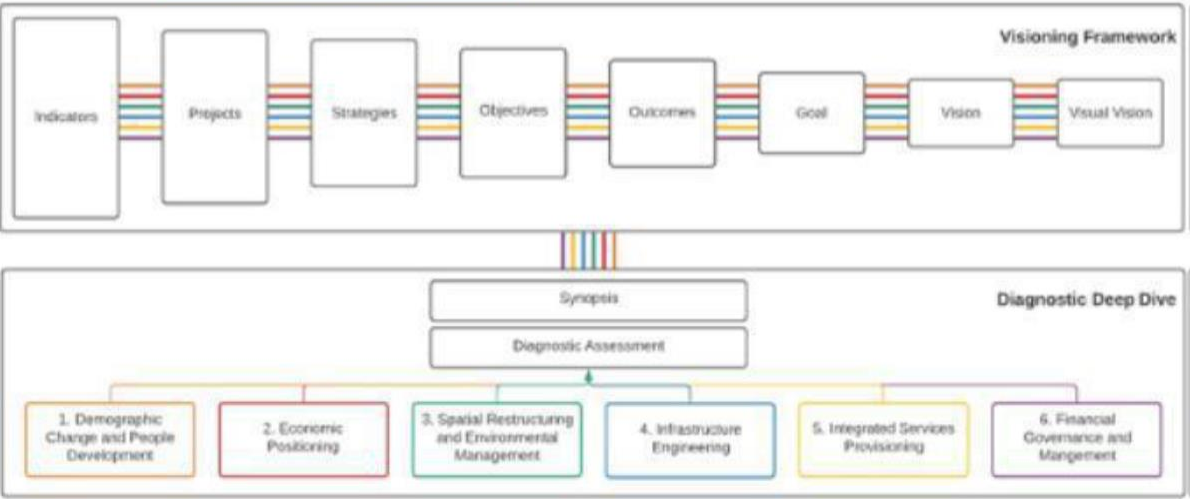 Visioning Framework
Indicators
Projects
Strategies
Objectives
Outcomes
Goal
Vision
Visual Vision
Diagnostic Deep Dive
Synopsis
Diagnostic Assessment
1. Demographic
Change and People
Development
2. Economic
Positioning
3. Spatial Restructuring
and Environmental
Management
4. Infrastructure
Engineering
5. Integrated Services
Provisioning
6. Financial
Governance and
Mangement